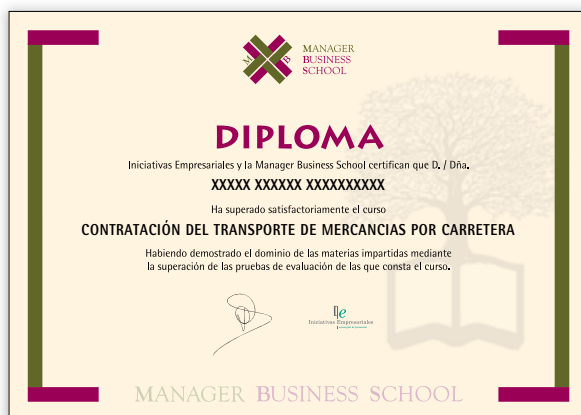 MANAGER
BUSINESS
SCHOOL
M B
DIPLOMA
Iniciativas Empresariales y la Manager Business School certifican que D. / Dña.
XXXXX XXXXXX XXXXXXXXXX
Ha superado satisfactoriamente el curso
CONTRATACIÓN DEL TRANSPORTE DE MERCANCIAS POR CARRETERA
Habiendo demostrado el dominio de las materias impartidas mediante
la superación de las pruebas de evaluación de las que consta el curso.
Ie
Iniciativas Empresariales
MANAGER BUSINESS SCHOOL